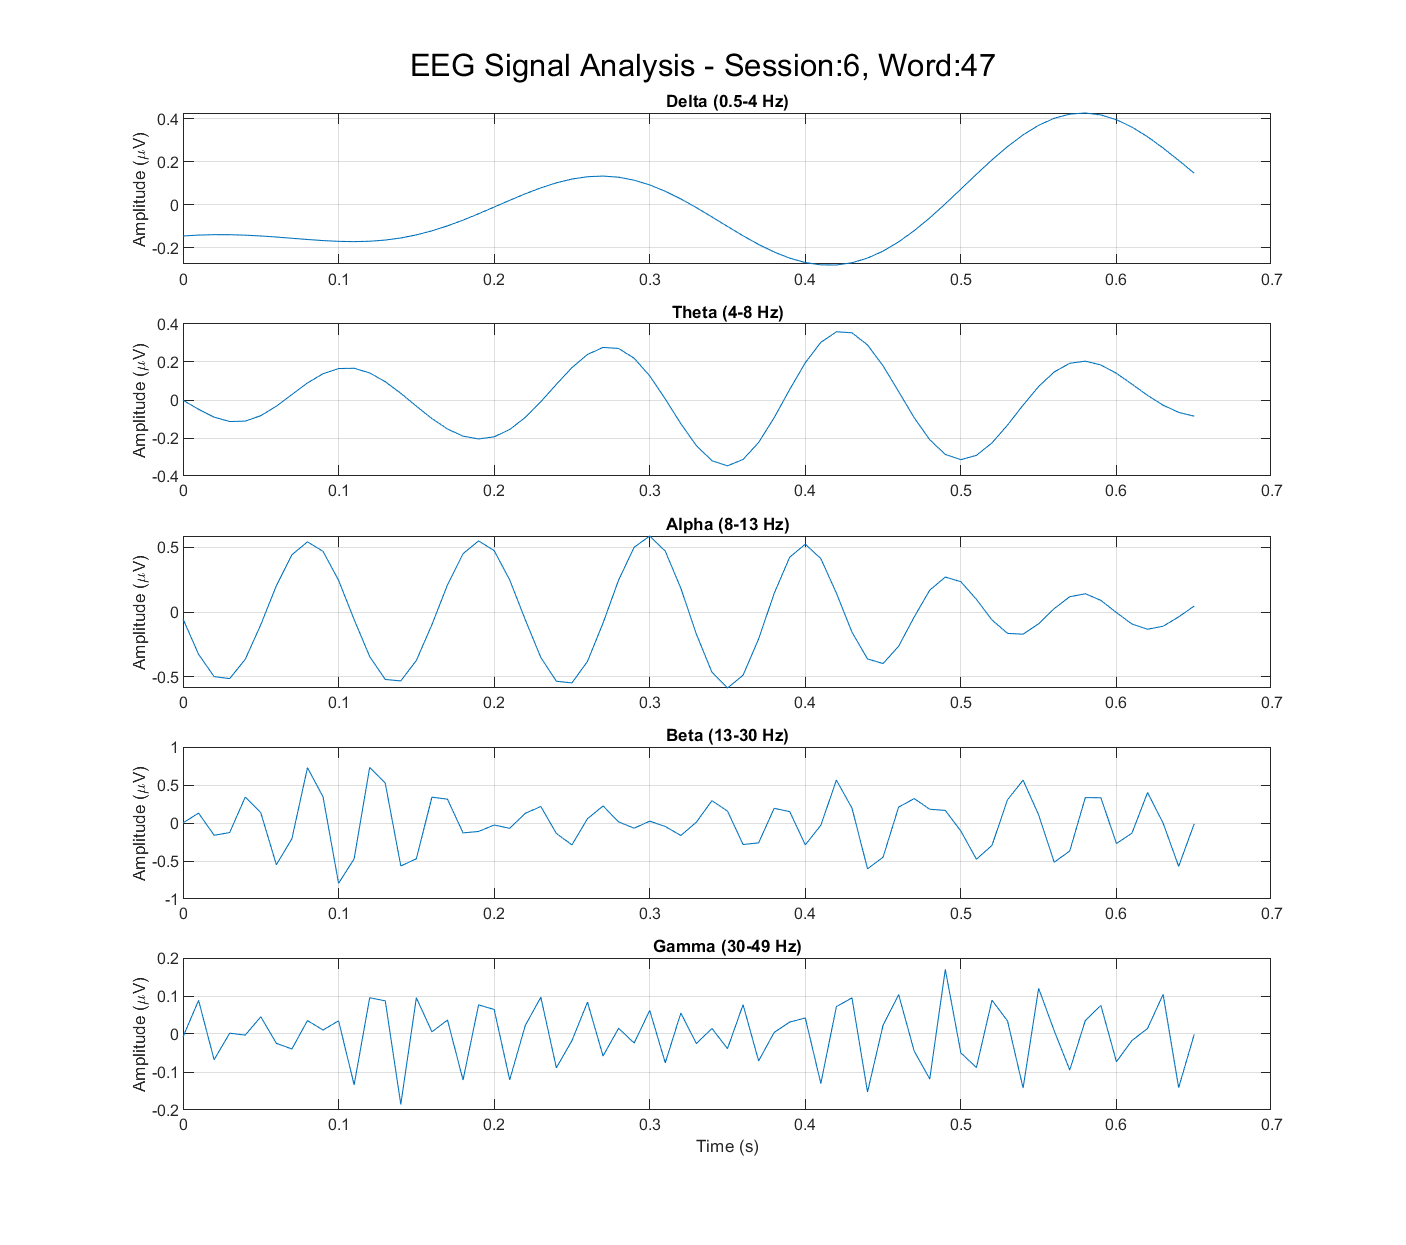 EEG Signal Analysis - Session:6, Word:47
Delta (0.5-4 Hz)
Amplitude (μV)
0.4
0.2
0
-0.2
0 0.1 0.2 0.3 0.4 0.5 0.6 0.7
Theta (4-8 Hz)
Amplitude (μV)
0.4
0.2
0
-0.2
-0.4
0 0.1 0.2 0.3 0.4 0.5 0.6 0.7
Alpha (8-13 Hz)
Amplitude (μV)
0.5
0
-0.5
0 0.1 0.2 0.3 0.4 0.5 0.6 0.7
Beta (13-30 Hz)
Amplitude (μV)
1
0.5
0
-0.5
-1
0 0.1 0.2 0.3 0.4 0.5 0.6 0.7
Gamma (30-49 Hz)
Amplitude (μV)
0.2
0.1
0
-0.1
-0.2
0 0.1 0.2 0.3 0.4 0.5 0.6 0.7
Time (s)